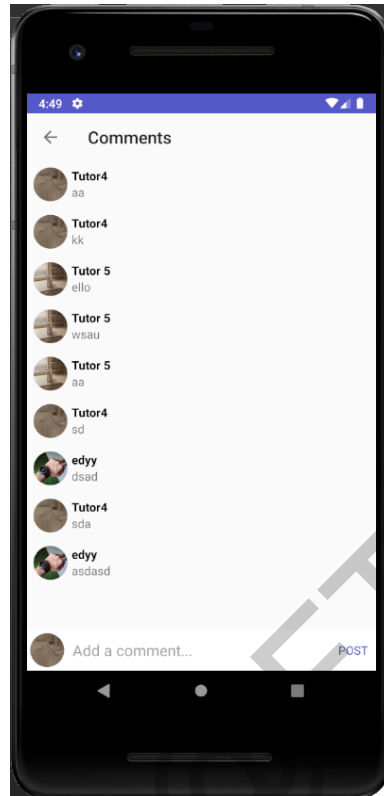 4:49
Comments
Tutor4
aa
Tutor4
kk
Tutor 5
ello
Tutor 5
wsau
Tutor 5
aa
Tutor4
sd
edyy
dsad
Tutor4
sda
edyy
asdasd
Add a comment...
POST